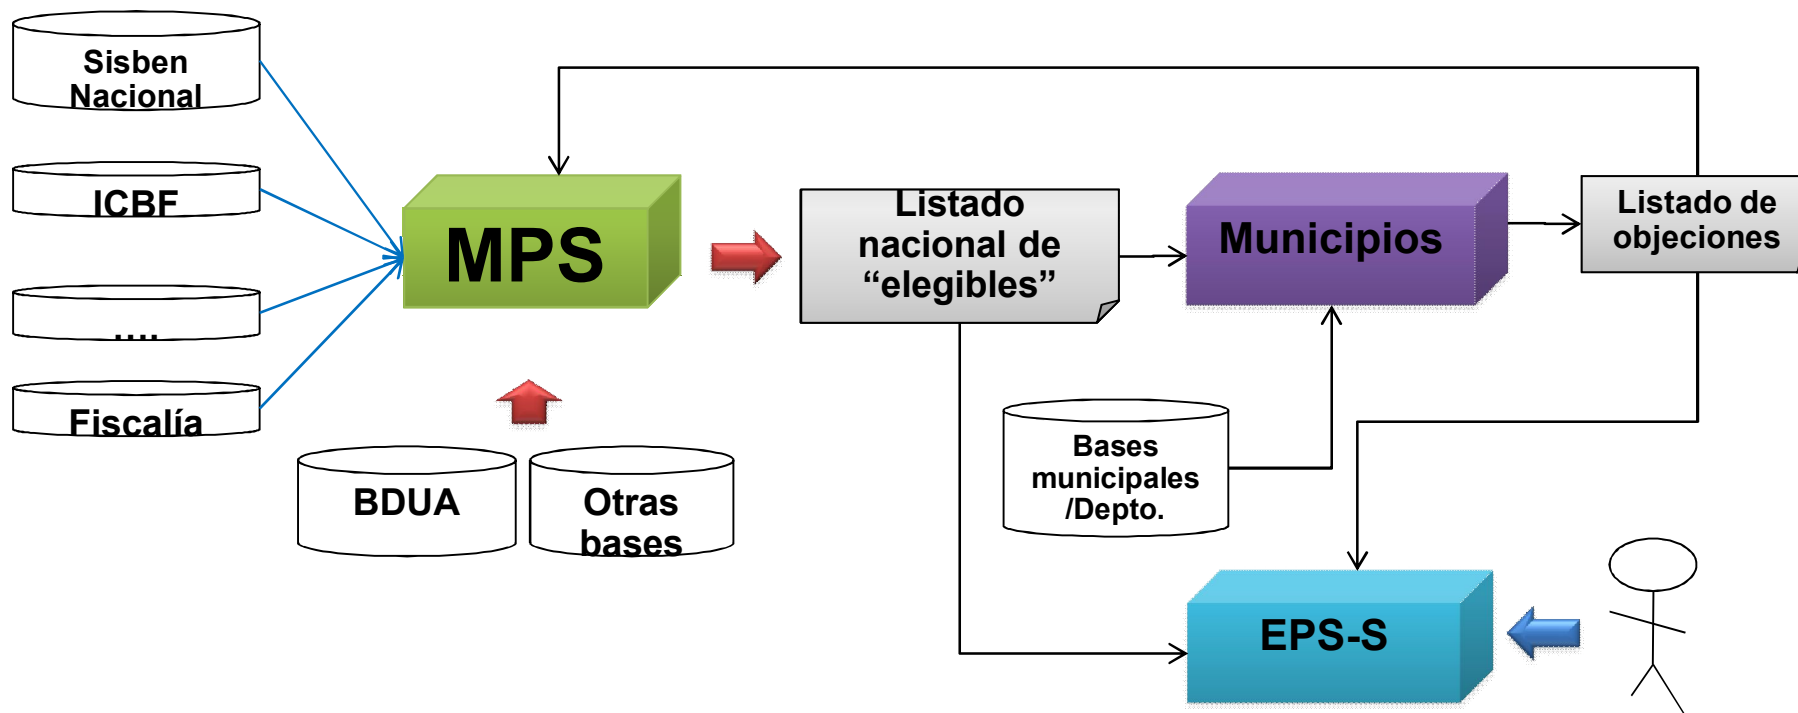 Sisben
Nacional
ICBF
....
Fiscalía
MPS
BDUA
Otras
bases
Listado
nacional de
“elegibles”
Municipios
Listado de
objeciones
Bases
municipales
/Depto.
EPS-S